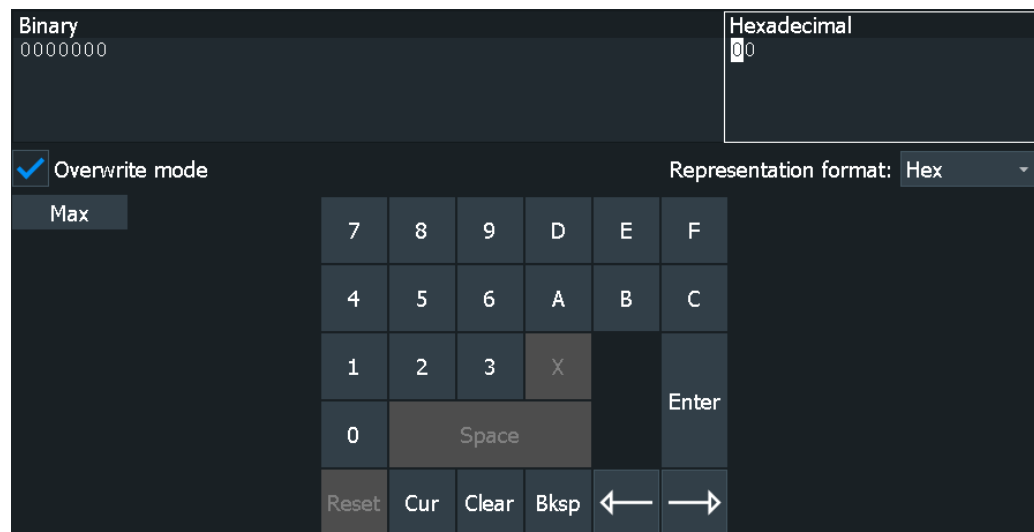 Binary
0000000
Hexadecimal
00
Overwrite mode
Representation format: Hex
Max
7 8 9 D E F
4 5 6 A B C
1 2 3 X
Enter
0 Space
Reset Cur Clear Bksp